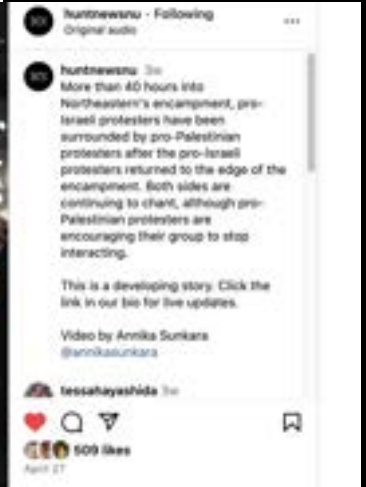 huntnewsnu · Following
Original audio
huntnewsnu 3w
More than 40 hours into
Northeastern's encampment, pro-
Israeli protesters have been
surrounded by pro-Palestinian
protesters after the pro-Israeli
protesters returned to the edge of the
encampment. Both sides are
continuing to chant, although pro-
Palestinian protesters are
encouraging their group to stop
interacting.
This is a developing story. Click the
link in our bio for live updates.
Video by Annika Sunkara
@annikasunkara
tessahayashida 3w
509 likes
April 27